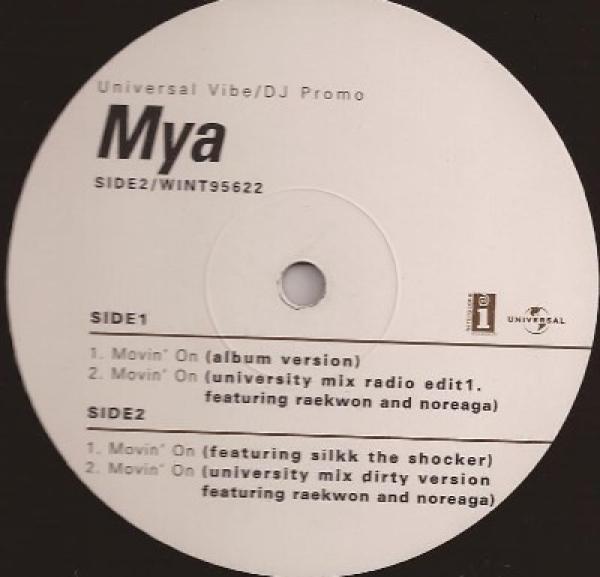 Universal Vibe/DJ Promo
Mya
SIDE2/WINT95622
SIDE1
i
UNIVERSAL
1. Movin' On (album version)
2. Movin' On (university mix radio edit1.
featuring raekwon and noreaga)
SIDE2
1. Movin' On (featuring silkk the shocker)
2. Movin' On (university mix dirty version
featuring raekwon and noreaga)